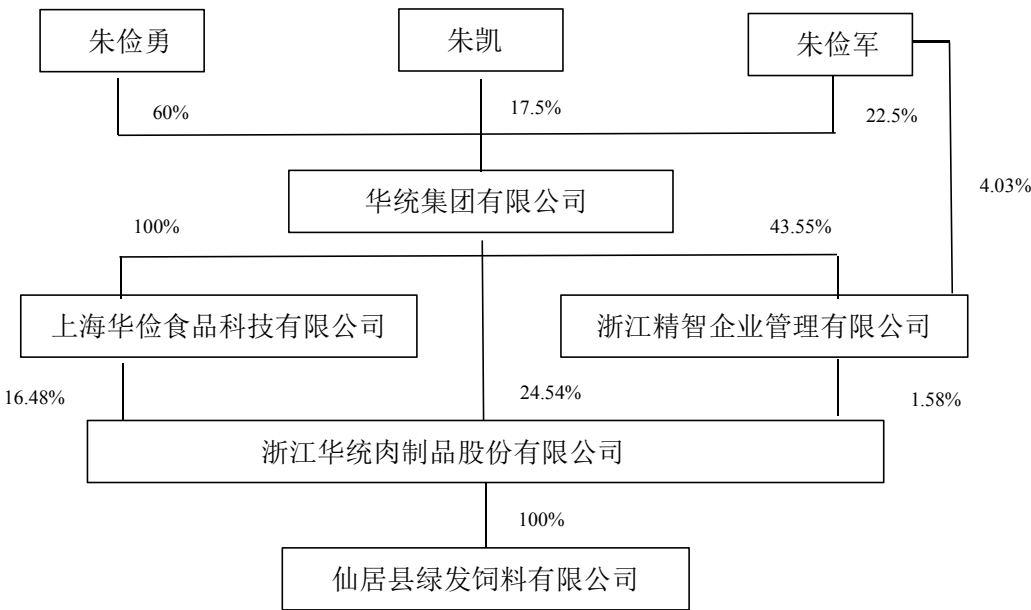 朱俭勇
朱凯
朱俭军
60%
17.5%
22.5%
4.03%
华统集团有限公司
100%
43.55%
上海华俭食品科技有限公司
浙江精智企业管理有限公司
16.48%
24.54%
1.58%
浙江华统肉制品股份有限公司
100%
仙居县绿发饲料有限公司